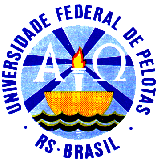 UNIVERSIDADE FEDERAL DE PELOTAS
Α Ω
· RS - BRASIL ·